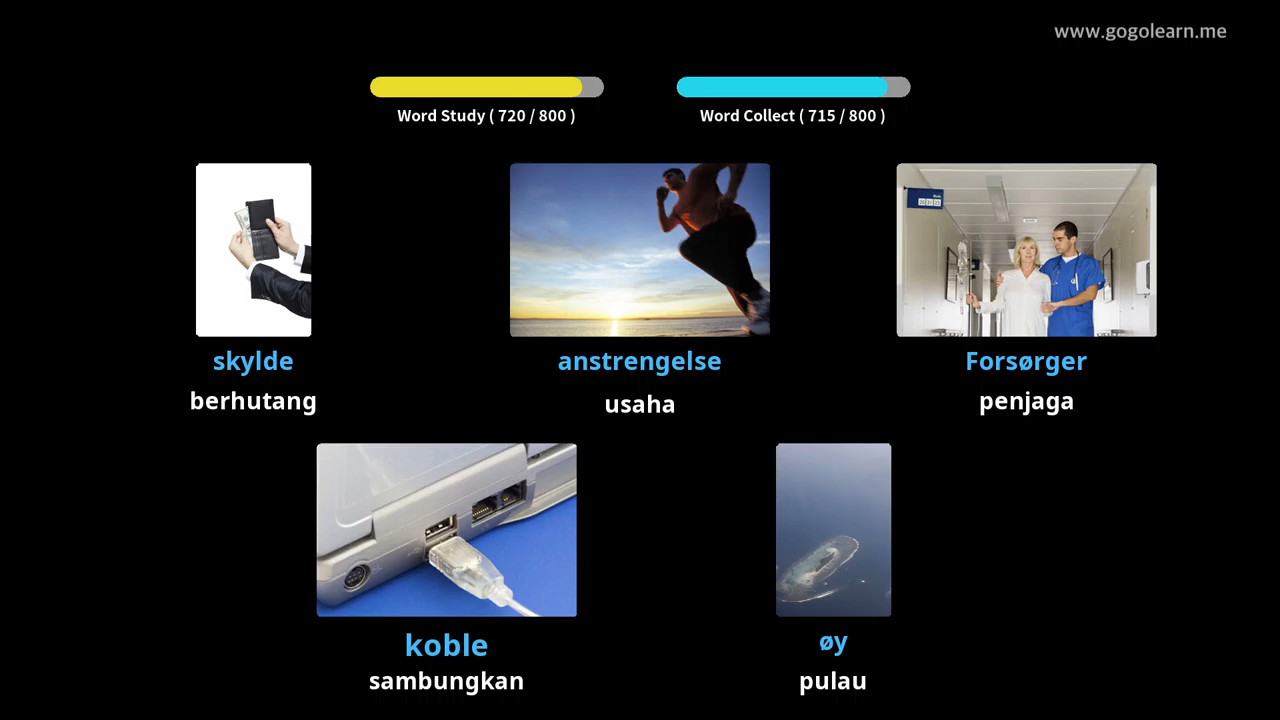 www.gogolearn.me
Word Study ( 720 / 800 )
Word Collect ( 715 / 800 )
skylde
berhutang
anstrengelse
usaha
Forsørger
penjaga
koble
sambungkan
øy
pulau